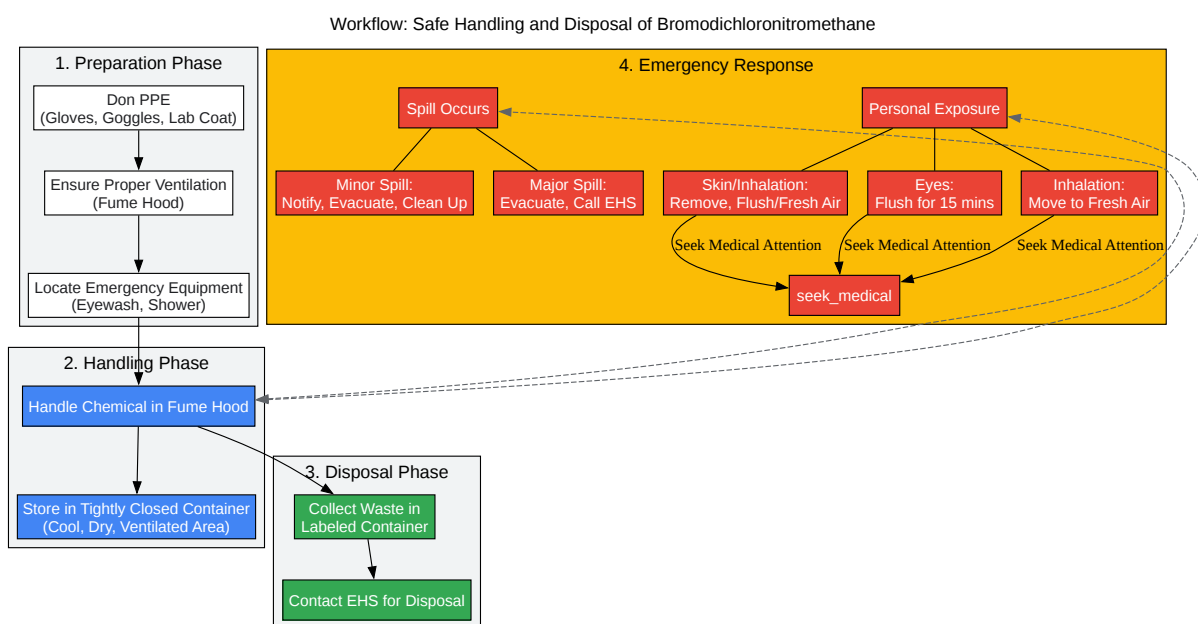 Workflow: Safe Handling and Disposal of Bromodichloronitromethane
1. Preparation Phase
Don PPE
(Gloves, Goggles, Lab Coat)
Ensure Proper Ventilation
(Fume Hood)
Locate Emergency Equipment
(Eyewash, Shower)
4. Emergency Response
Spill Occurs
Personal Exposure
Minor Spill:
Notify, Evacuate, Clean Up
Major Spill:
Evacuate, Call EHS
Skin/Inhalation:
Remove, Flush/Fresh Air
Eyes:
Flush for 15 mins
Inhalation:
Move to Fresh Air
Seek Medical Attention
Seek Medical Attention
Seek Medical Attention
seek_medical
2. Handling Phase
Handle Chemical in Fume Hood
Store in Tightly Closed Container
(Cool, Dry, Ventilated Area)
3. Disposal Phase
Collect Waste in
Labeled Container
Contact EHS for Disposal